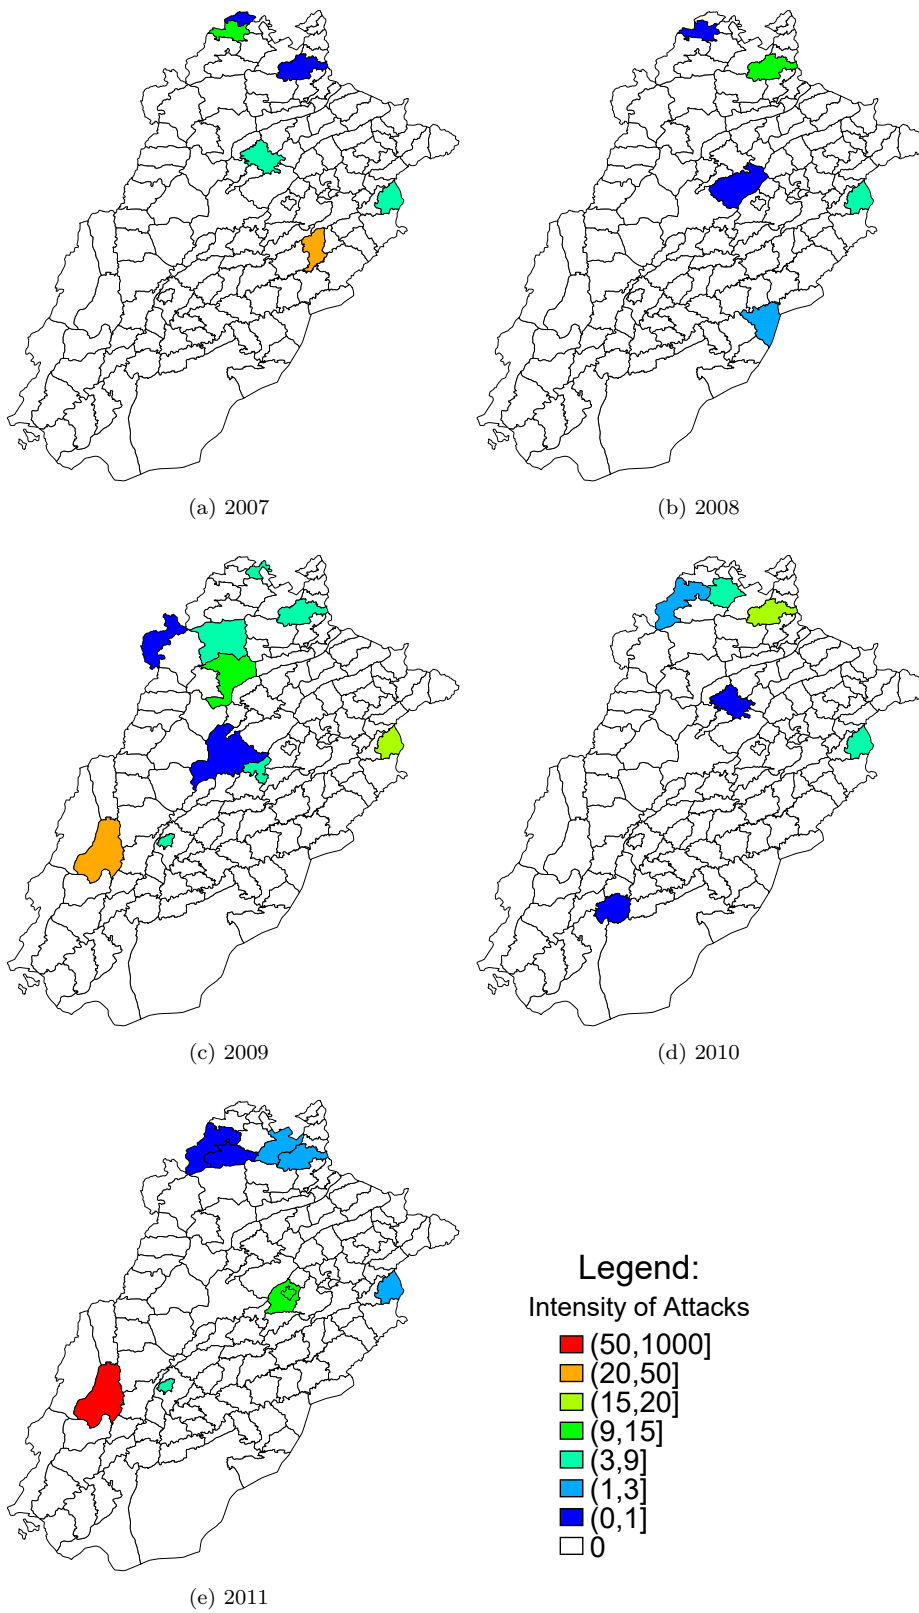 (a) 2007
(b) 2008
(c) 2009
(d) 2010
(e) 2011
Legend:
Intensity of Attacks
(50,1000]
(20,50]
(15,20]
(9,15]
(3,9]
(1,3]
(0,1]
0